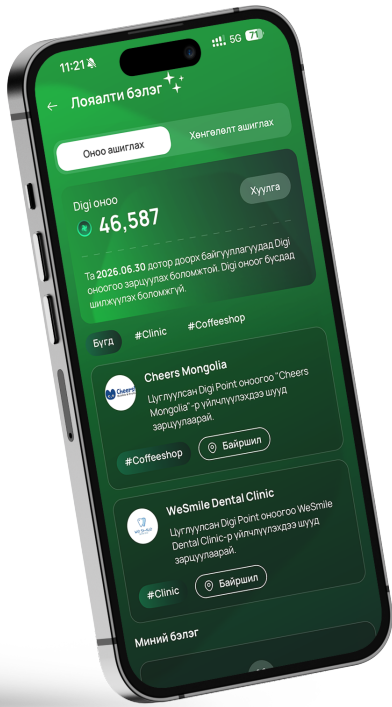 11:21 5G 71
Лоялти бэлэг
Оноо ашиглах Хөнгөлөлт ашиглах
Digi оноо
46,587
Хуулга
Та 2026.06.30 дотор доорх байгууллагуудад Digi
оноогоо зарцуулах боломжтой. Digi оноог бусдад
шилжүүлэх боломжгүй.
Бүгд #Clinic #Coffeeshop
Cheers
Cheers Mongolia
Цуглуулсан Digi Point оноогоо "Cheers
Mongolia"-р үйлчлүүлэхдээ шууд
зарцуулаарай.
#Coffeeshop Байршил
WeSmile Dental Clinic
Цуглуулсан Digi Point оноогоо WeSmile
Dental Clinic-р үйлчлүүлэхдээ шууд
зарцуулаарай.
#Clinic Байршил
Миний бэлэг